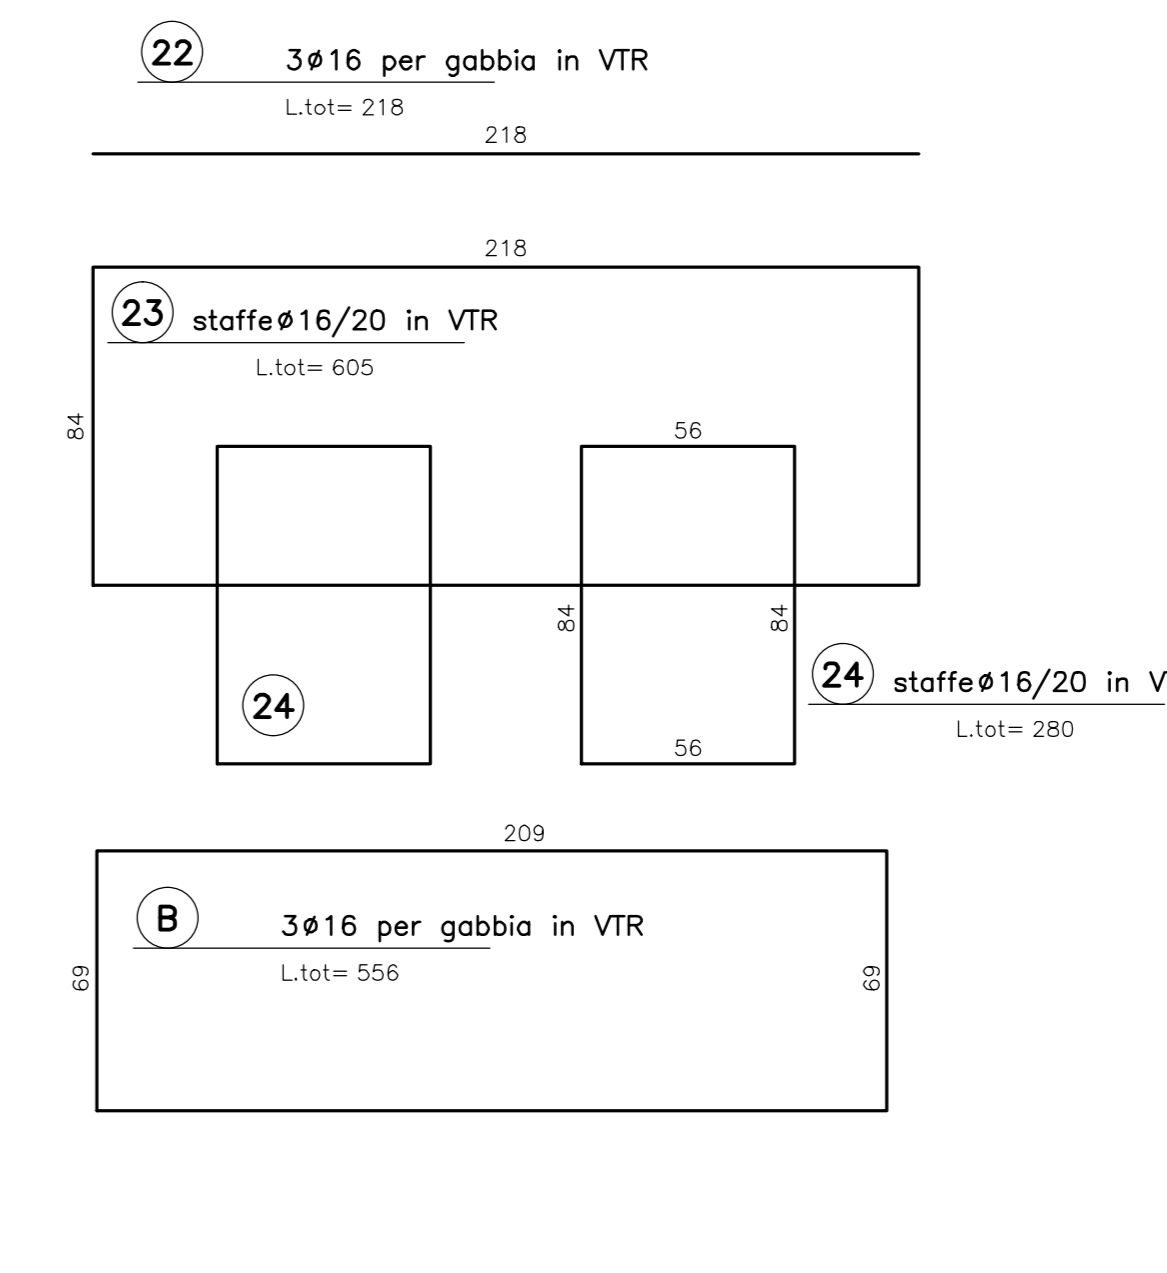 22 3ø16 per gabbia in VTR
L.tot= 218
218
218
23 staffeø16/20 in VTR
L.tot= 605
84
56
84
84
24 staffeø16/20 in
L.tot= 280
24
56
209
B 3ø16 per gabbia in VTR
L.tot= 556
69
69